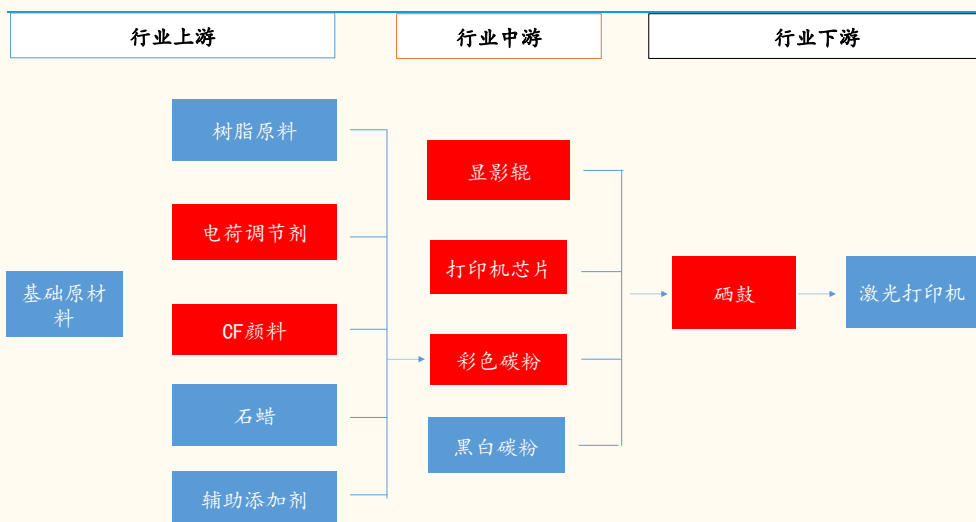 行业上游
行业中游
行业下游
基础原材
料
树脂原料
电荷调节剂
CF颜料
石蜡
辅助添加剂
显影辊
打印机芯片
彩色碳粉
黑白碳粉
硒鼓
激光打印机